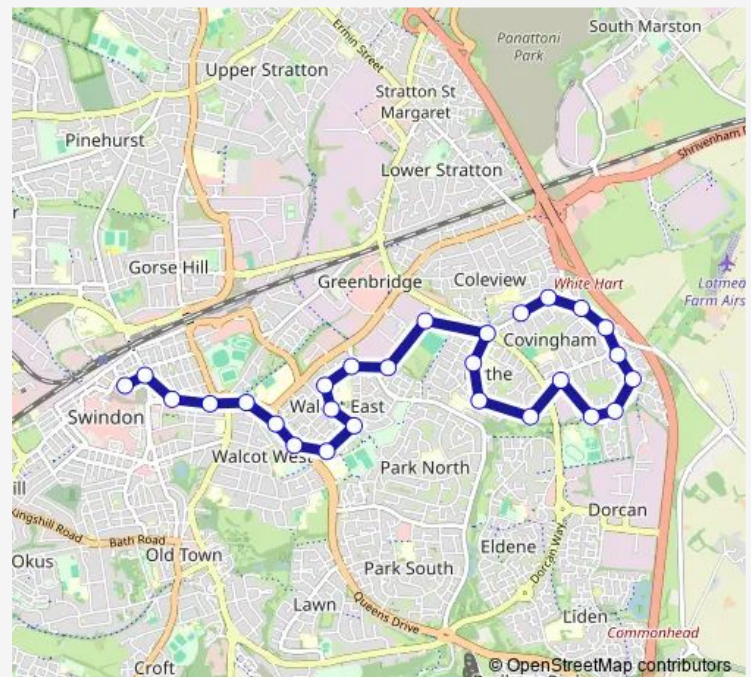 South Marston
Panattoni
Park
Ermin Street
Upper Stratton
Stratton St
Margaret
Pinehurst
Shrivenham
Lower Stratton
Gorse Hill
Greenbridge
Coleview
White Hart
Lotmea
Farm Airs
Covingham
the
Swindon
East
Walcot West
Park North
Dorcan
Kingshill Road
Bath Road
Old Town
Okus
Eldene
Dorcan Way
Park South
Lawn
Queens Drive
Liden
Commonhead
Croft
© OpenStreetMap contributors